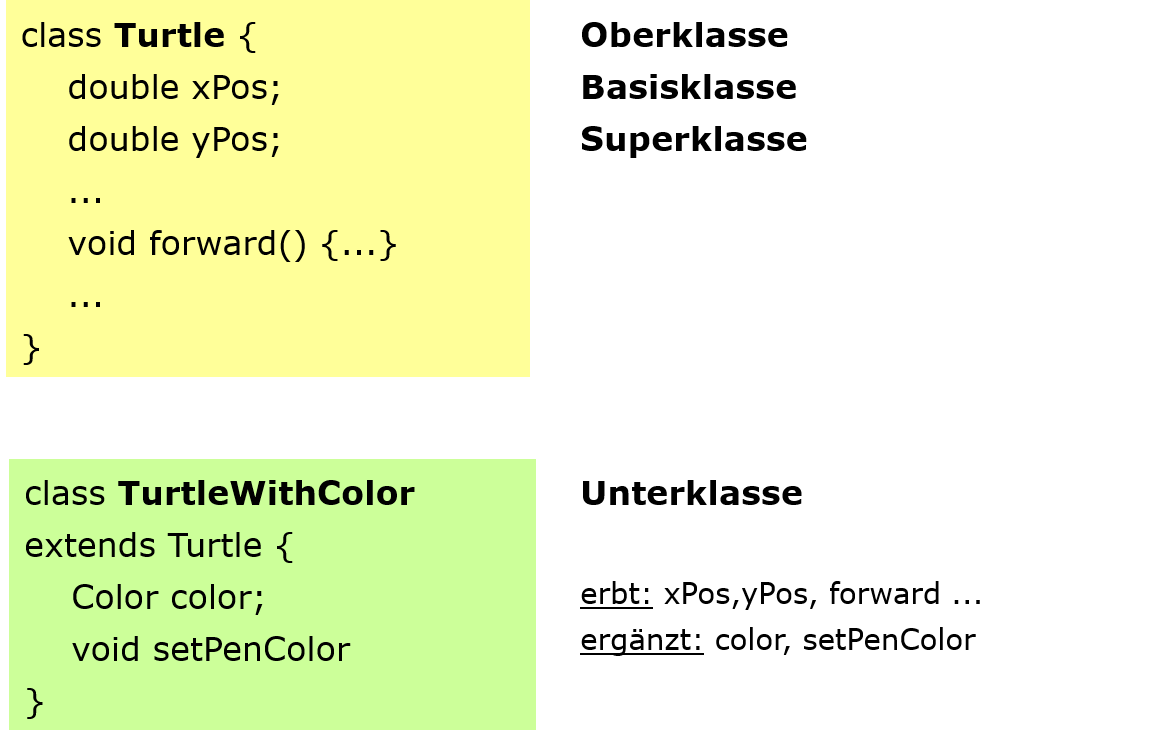 class Turtle {
double xPos;
double yPos;
...
void forward() {...}
...
}
Oberklasse
Basisklasse
Superklasse
class TurtleWithColor
extends Turtle {
Color color;
void setPenColor
}
Unterklasse
erbt: xPos,yPos, forward ...
ergänzt: color, setPenColor